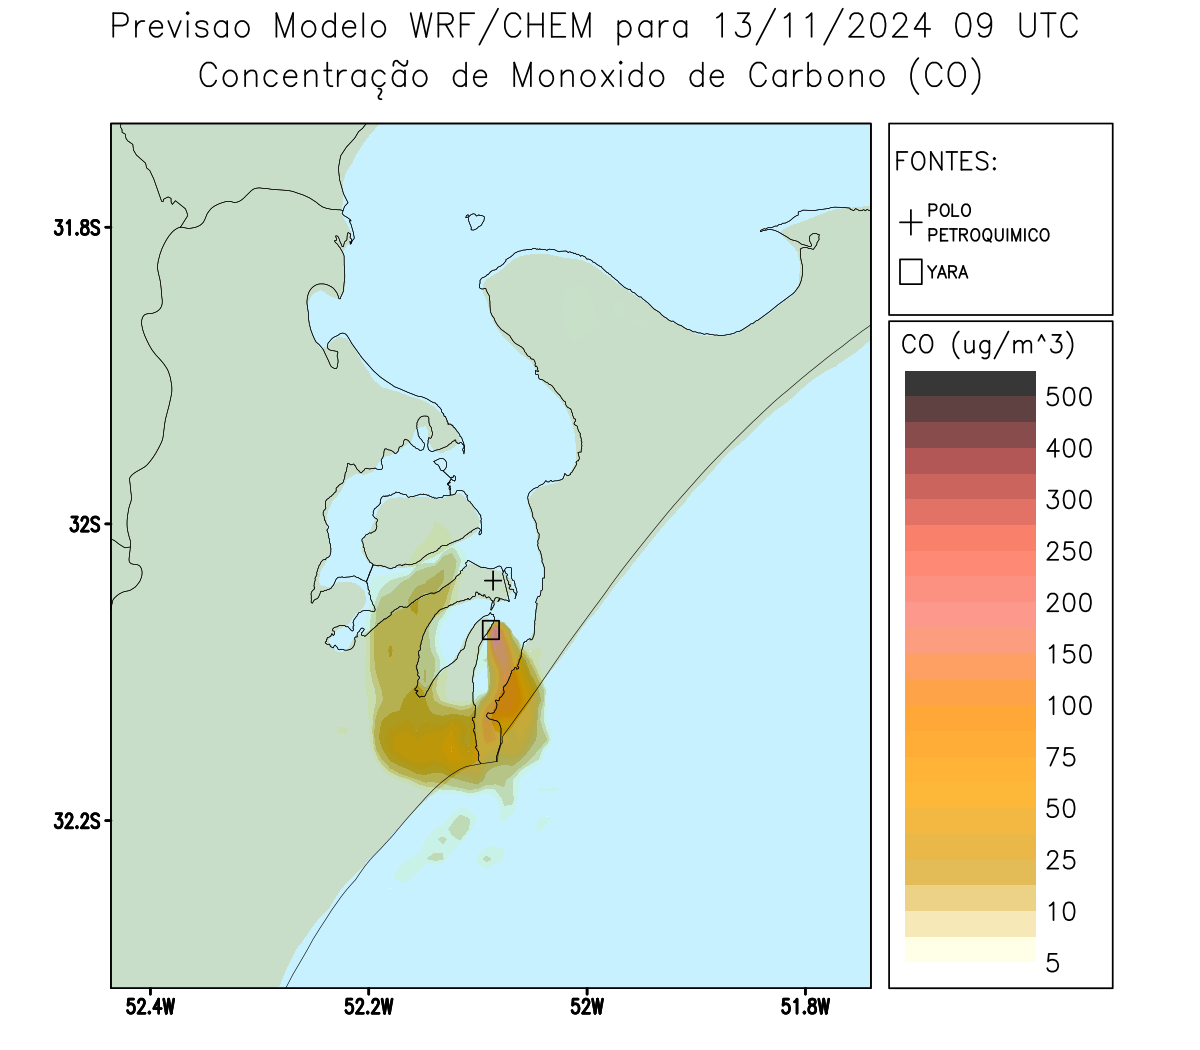 Previsao Modelo WRF/CHEM para 13/11/2024 09 UTC
Concentração de Monoxido de Carbono (CO)
FONTES:
POLO
PETROQUIMICO
YARA
CO (ug/m^3)
500
400
300
250
200
150
100
75
50
25
10
5
31.8S
32S
32.2S
52.4W
52.2W
52W
51.8W